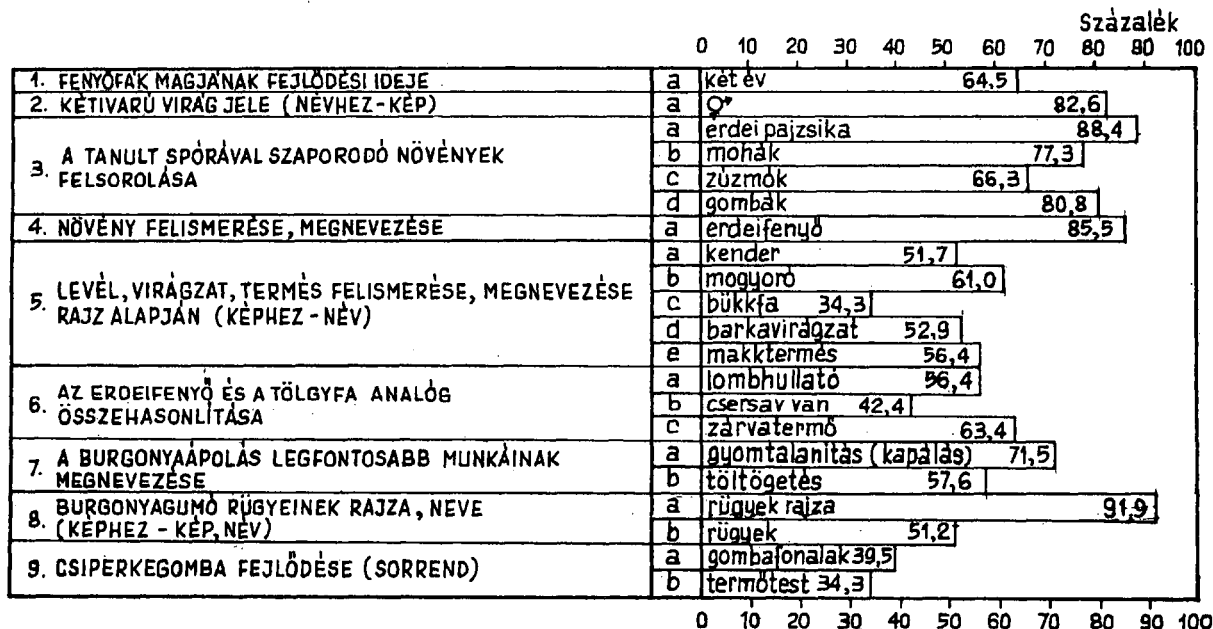 Százalék
0 10 20 30 40 50 60 70 80 90 100
1. FENYŐFÁK MAGJÁNAK FEJLŐDÉSI IDEJE a két év 64,5
2. KÉTIVARÚ VIRÁG JELE (NÉVHEZ-KÉP) a ⚥ 82,6
3. A TANULT SPÓRÁVAL SZAPORODÓ NÖVÉNYEK
FELSOROLÁSA
a erdei pajzsika 88,4
b mohák 77,3
c zúzmók 66,3
d gombák 80,8
4. NÖVÉNY FELISMERÉSE, MEGNEVEZÉSE a erdeifenyő 85,5
5. LEVÉL, VIRÁGZAT, TERMÉS FELISMERÉSE, MEGNEVEZÉSE
RAJZ ALAPJÁN (KÉPHEZ - NÉV)
a kender 51,7
b mogyoró 61,0
c bükkfa 34,3
d barkavirágzat 52,9
e makktermés 56,4
6. AZ ERDEIFENYŐ ÉS A TÖLGYFA ANALÓG
ÖSSZEHASONLÍTÁSA
a lombhullató 56,4
b csersav van 42,4
c zárvatermő 63,4
7. A BURGONYAÁPOLÁS LEGFONTOSABB MUNKÁINAK
MEGNEVEZÉSE
a gyomtalanítás (kapálás) 71,5
b töltögetés 57,6
8. BURGONYAGUMÓ RÜGYEINEK RAJZA, NEVE
(KÉPHEZ - KÉP, NÉV)
a rügyek rajza 91,9
b rügyek 51,2
9. CSIPERKEGOMBA FEJLŐDÉSE (SORREND)
a gombafonalak 39,5
b termőtest 34,3
0 10 20 30 40 50 60 70 80 90 100